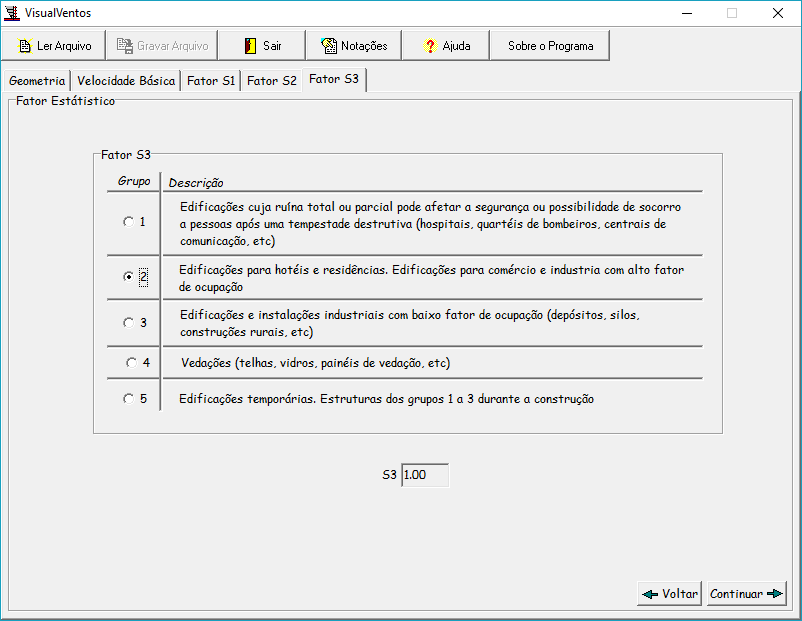 VisualVentos
Ler Arquivo
Gravar Arquivo
Sair
Notações
? Ajuda
Sobre o Programa
Geometria
Velocidade Básica
Fator S1
Fator S2
Fator S3
Fator Estátistico
Fator S3
Grupo
Descrição
1
Edificações cuja ruína total ou parcial pode afetar a segurança ou possibilidade de socorro
a pessoas após uma tempestade destrutiva (hospitais, quartéis de bombeiros, centrais de
comunicação, etc)
2
Edificações para hotéis e residências. Edificações para comércio e industria com alto fator
de ocupação
3
Edificações e instalações industriais com baixo fator de ocupação (depósitos, silos,
construções rurais, etc)
4
Vedações (telhas, vidros, painéis de vedação, etc)
5
Edificações temporárias. Estruturas dos grupos 1 a 3 durante a construção
S3 1.00
Voltar
Continuar